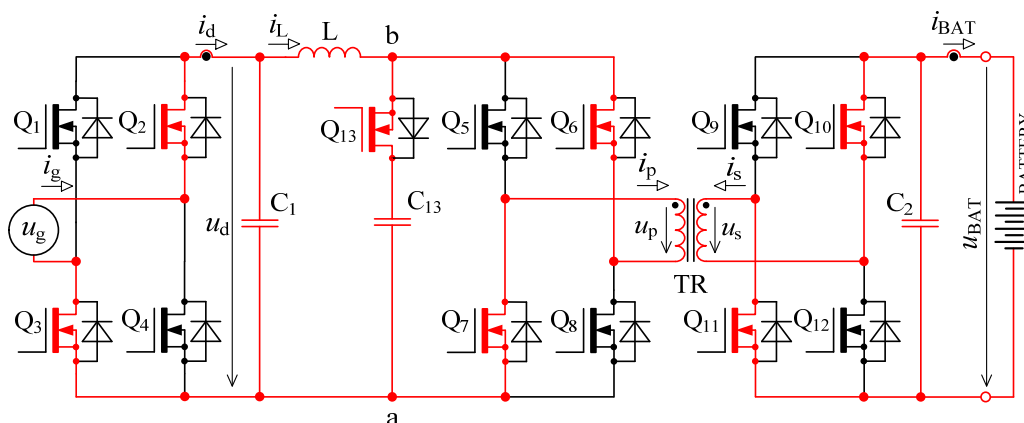 i_d
i_L
L
b
i_BAT
Q₁
Q₂
Q₁₃
Q₅
Q₆
Q₉
Q₁₀
i_g
i_p
i_s
u_g
u_d
C₁
C₁₃
u_p
u_s
C₂
u_BAT
BATTERY
TR
Q₃
Q₄
Q₇
Q₈
Q₁₁
Q₁₂
a